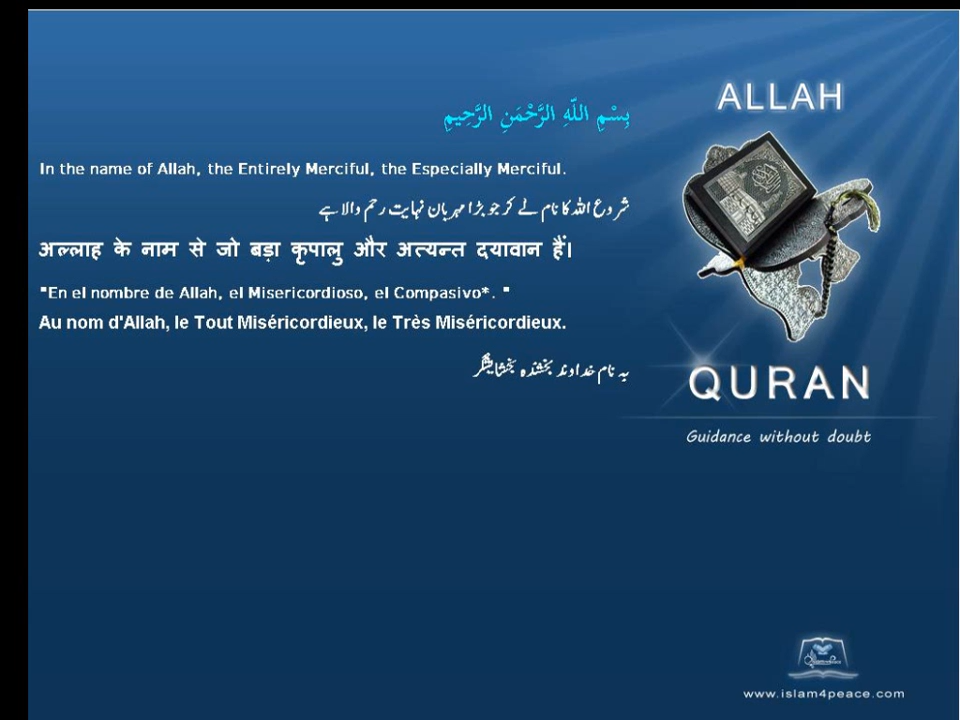 بِسْمِ اللّهِ الرَّحْمَنِ الرَّحِيمِ
In the name of Allah, the Entirely Merciful, the Especially Merciful.
شروع الله کا نام لے کر جو بڑا مہربان نہایت رحم والا ہے
अल्लाह के नाम से जो बड़ा कृपालु और अत्यन्त दयावान हैं।
"En el nombre de Allah, el Misericordioso, el Compasivo*. "
Au nom d'Allah, le Tout Miséricordieux, le Très Miséricordieux.
به نام خداوند بخشنده بخشایشگر
ALLAH
QURAN
Guidance without doubt
www.islam4peace.com